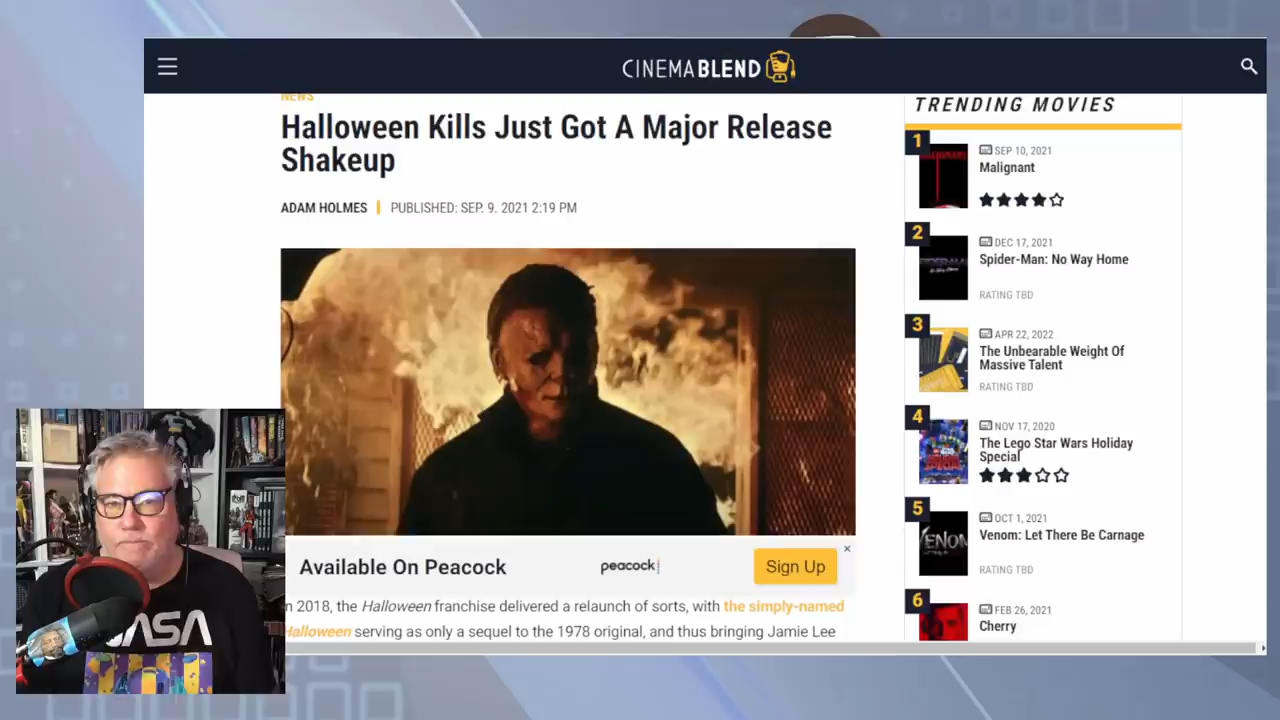 CINEMABLEND
NEWS
Halloween Kills Just Got A Major Release
Shakeup
ADAM HOLMES
PUBLISHED: SEP. 9. 2021 2:19 PM
Available On Peacock
peacock
Sign Up
×
n 2018, the Halloween franchise delivered a relaunch of sorts, with the simply-named
Halloween serving as only a sequel to the 1978 original, and thus bringing Jamie Lee
TRENDING MOVIES
1
SEP 10, 2021
Malignant
2
DEC 17, 2021
Spider-Man: No Way Home
RATING TBD
3
APR 22, 2022
The Unbearable Weight Of
Massive Talent
RATING TBD
4
NOV 17, 2020
The Lego Star Wars Holiday
Special
5
OCT 1, 2021
Venom: Let There Be Carnage
RATING TBD
VENOM
6
FEB 26, 2021
Cherry
NASA